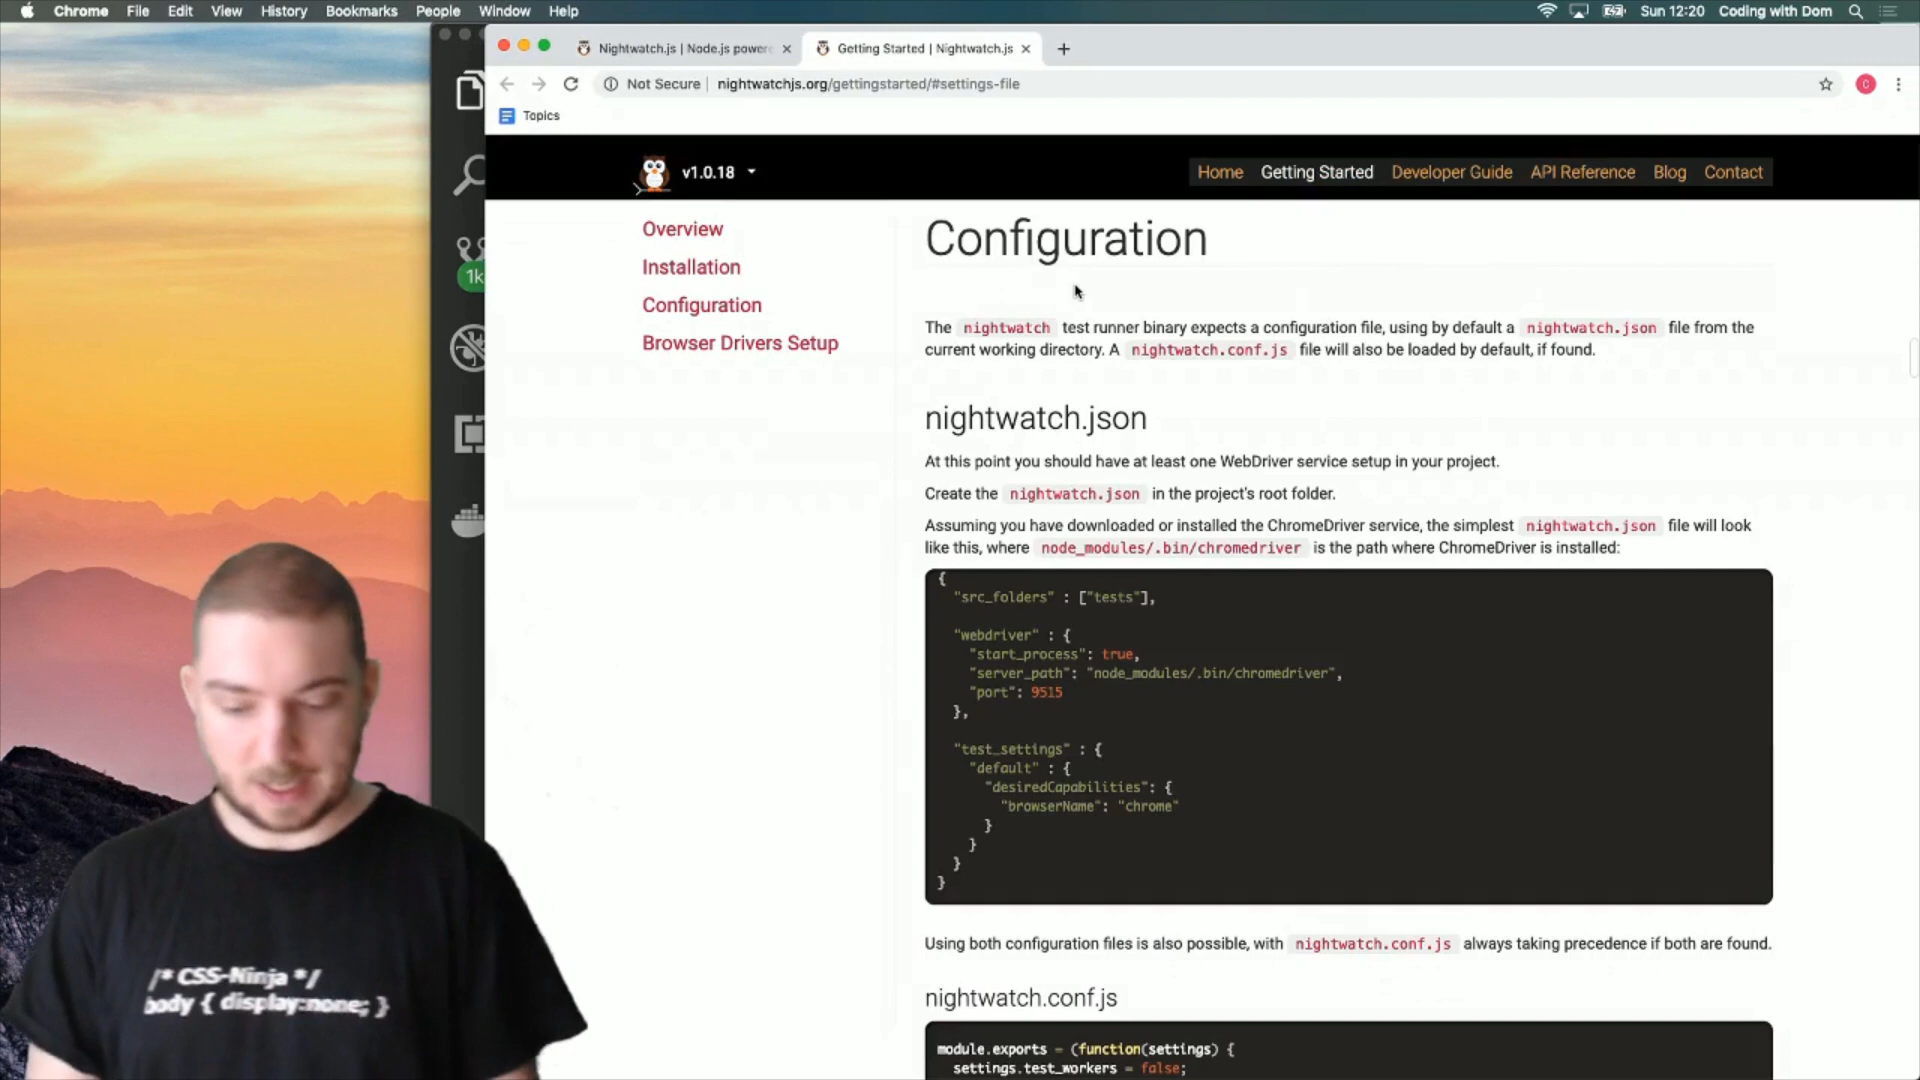 Chrome File Edit View History Bookmarks People Window Help
Sun 12:20 Coding with Dom
Nightwatch.js | Node.js powere
Getting Started | Nightwatch.js
Not Secure | nightwatchjs.org/gettingstarted/#settings-file
C
Topics
1k
v1.0.18
Home Getting Started Developer Guide API Reference Blog Contact
Overview
Installation
Configuration
Browser Drivers Setup
Configuration
The nightwatch test runner binary expects a configuration file, using by default a nightwatch.json file from the
current working directory. A nightwatch.conf.js file will also be loaded by default, if found.
nightwatch.json
At this point you should have at least one WebDriver service setup in your project.
Create the nightwatch.json in the project's root folder.
Assuming you have downloaded or installed the ChromeDriver service, the simplest nightwatch.json file will look
like this, where node_modules/.bin/chromedriver is the path where ChromeDriver is installed:
{
"src_folders" : ["tests"],
"webdriver" : {
"start_process": true,
"server_path": "node_modules/.bin/chromedriver",
"port": 9515
},
"test_settings" : {
"default" : {
"desiredCapabilities": {
"browserName": "chrome"
}
}
}
}
Using both configuration files is also possible, with nightwatch.conf.js always taking precedence if both are found.
nightwatch.conf.js
module.exports = (function(settings) {
settings.test_workers = false;
/* CSS-Ninja */
body { display:none; }